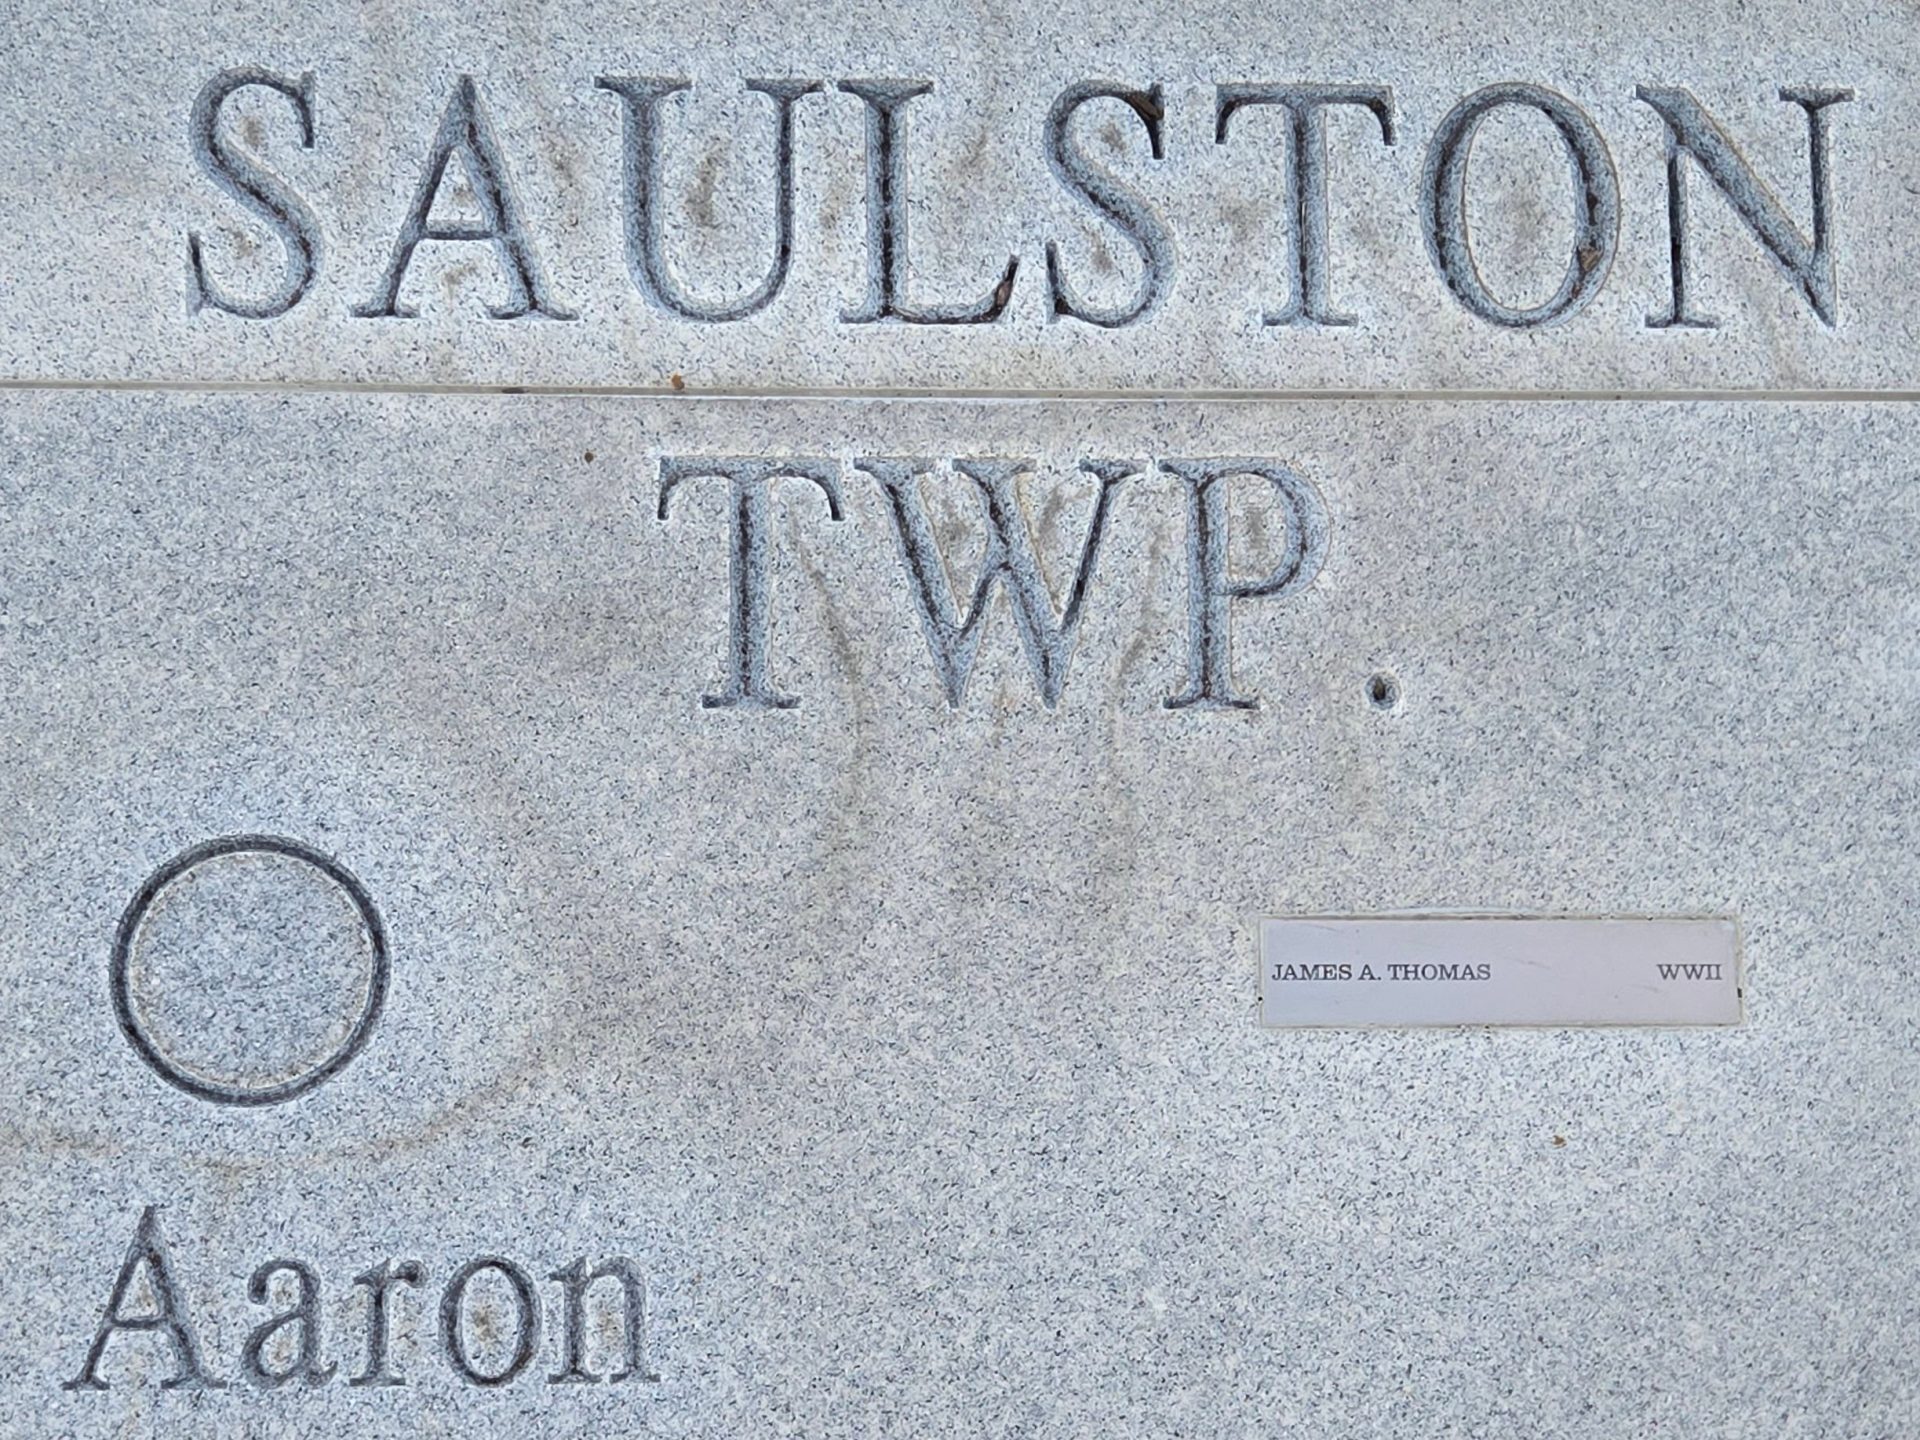 SAULSTON
TWP.
JAMES A. THOMAS WWII
Aaron